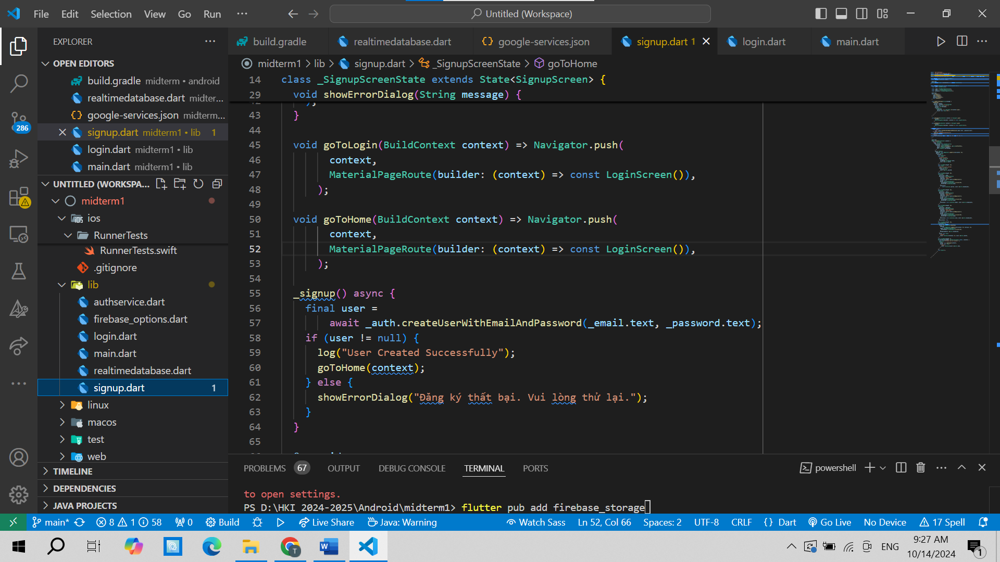 File Edit Selection View Go Run ··· Untitled (Workspace)
EXPLORER
OPEN EDITORS
build.gradle midterm • android
realtimedatabase.dart midter...
google-services.json midterm...
signup.dart midterm1 • lib 1
login.dart midterm1 • lib
main.dart midterm1 • lib
UNTITLED (WORKSPA...
midterm1
ios
RunnerTests
RunnerTests.swift
.gitignore
lib
authservice.dart
firebase_options.dart
login.dart
main.dart
realtimedatabase.dart
signup.dart 1
linux
macos
test
web
TIMELINE
DEPENDENCIES
JAVA PROJECTS
286
build.gradle realtimedatabase.dart google-services.json signup.dart 1 login.dart main.dart
midterm1 > lib > signup.dart > _SignupScreenState > goToHome
14 class _SignupScreenState extends State<SignupScreen> {
29 void showErrorDialog(String message) {
42 );
43 }
44
45 void goToLogin(BuildContext context) => Navigator.push(
46 context,
47 MaterialPageRoute(builder: (context) => const LoginScreen()),
48 );
49
50 void goToHome(BuildContext context) => Navigator.push(
51 context,
52 MaterialPageRoute(builder: (context) => const LoginScreen()),
53 );
54
55 _signup() async {
56 final user =
57 await _auth.createUserWithEmailAndPassword(_email.text, _password.text);
58 if (user != null) {
59 log("User Created Successfully");
60 goToHome(context);
61 } else {
62 showErrorDialog("Đăng ký thất bại. Vui lòng thử lại.");
63 }
64 }
65
PROBLEMS 67 OUTPUT DEBUG CONSOLE TERMINAL PORTS powershell
to open settings.
PS D:\HKI 2024-2025\Android\midterm1> flutter pub add firebase_storage
main* 8 1 58 0 Build Live Share Java: Warning Watch Sass Ln 52, Col 66 Spaces: 2 UTF-8 CRLF {} Dart Go Live No Device 17 Spell
ENG
9:27 AM
10/14/2024
1